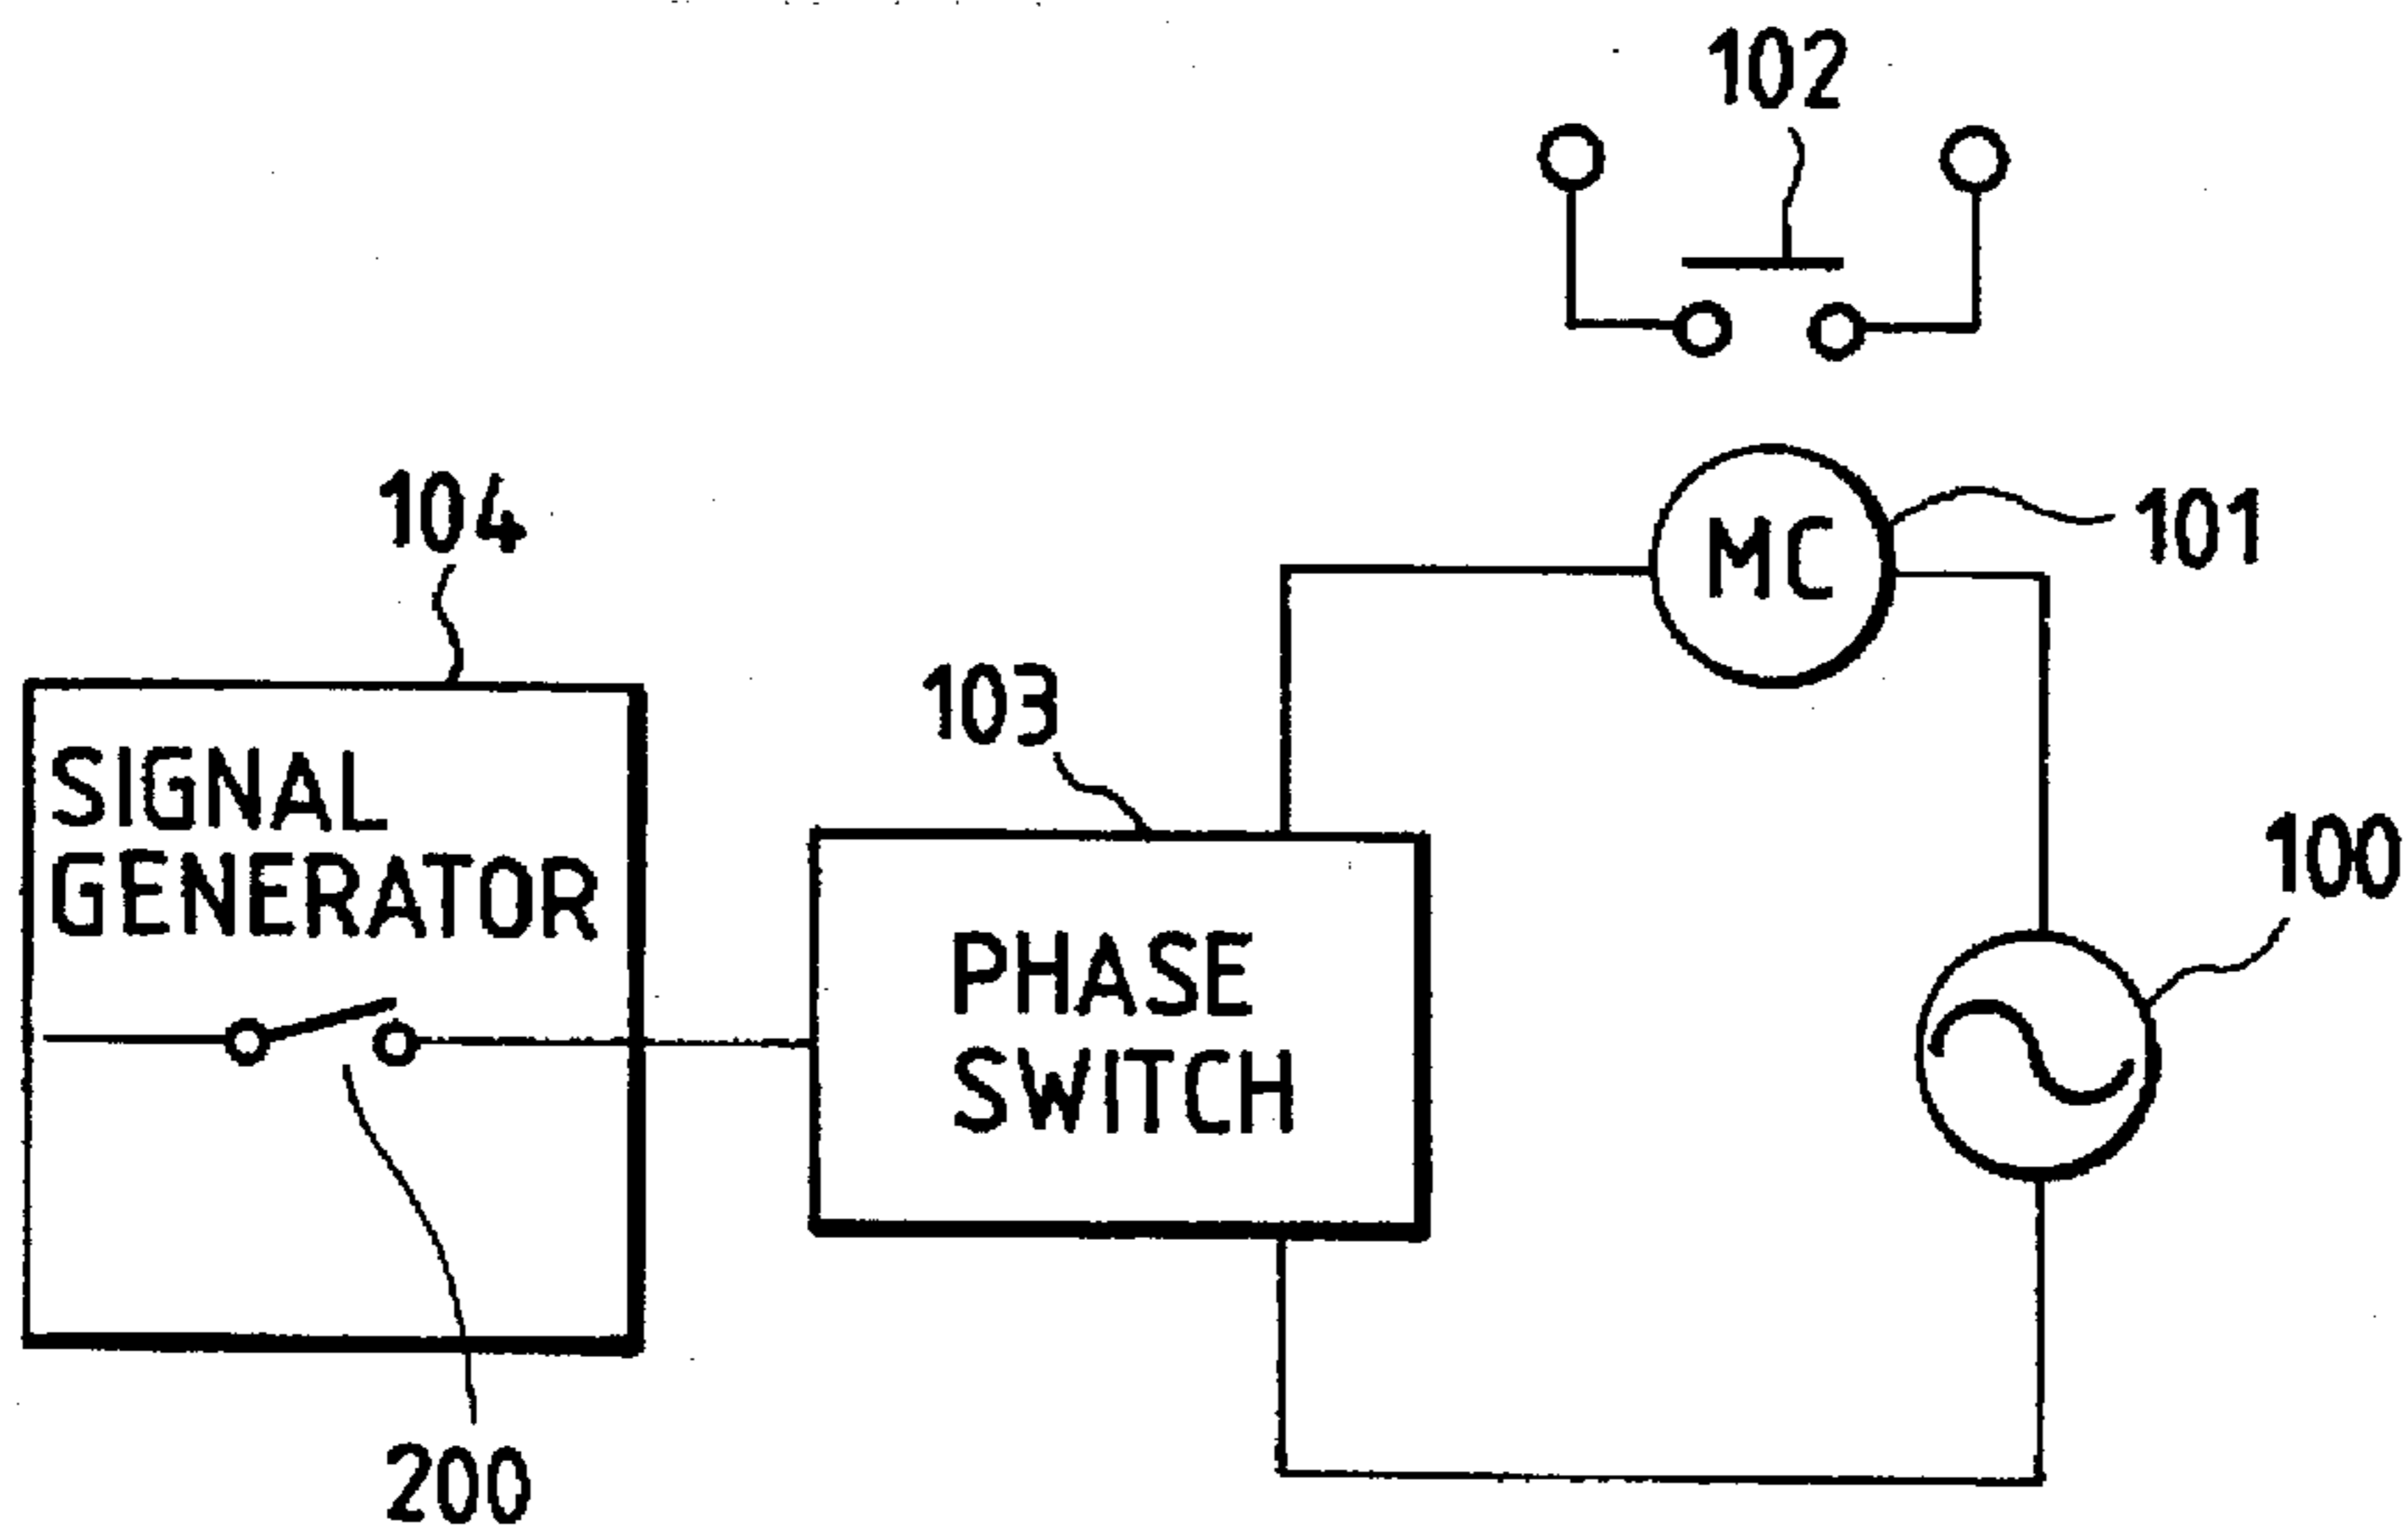 102
104
MC
101
103
SIGNAL
GENERATOR
100
PHASE
SWITCH
200